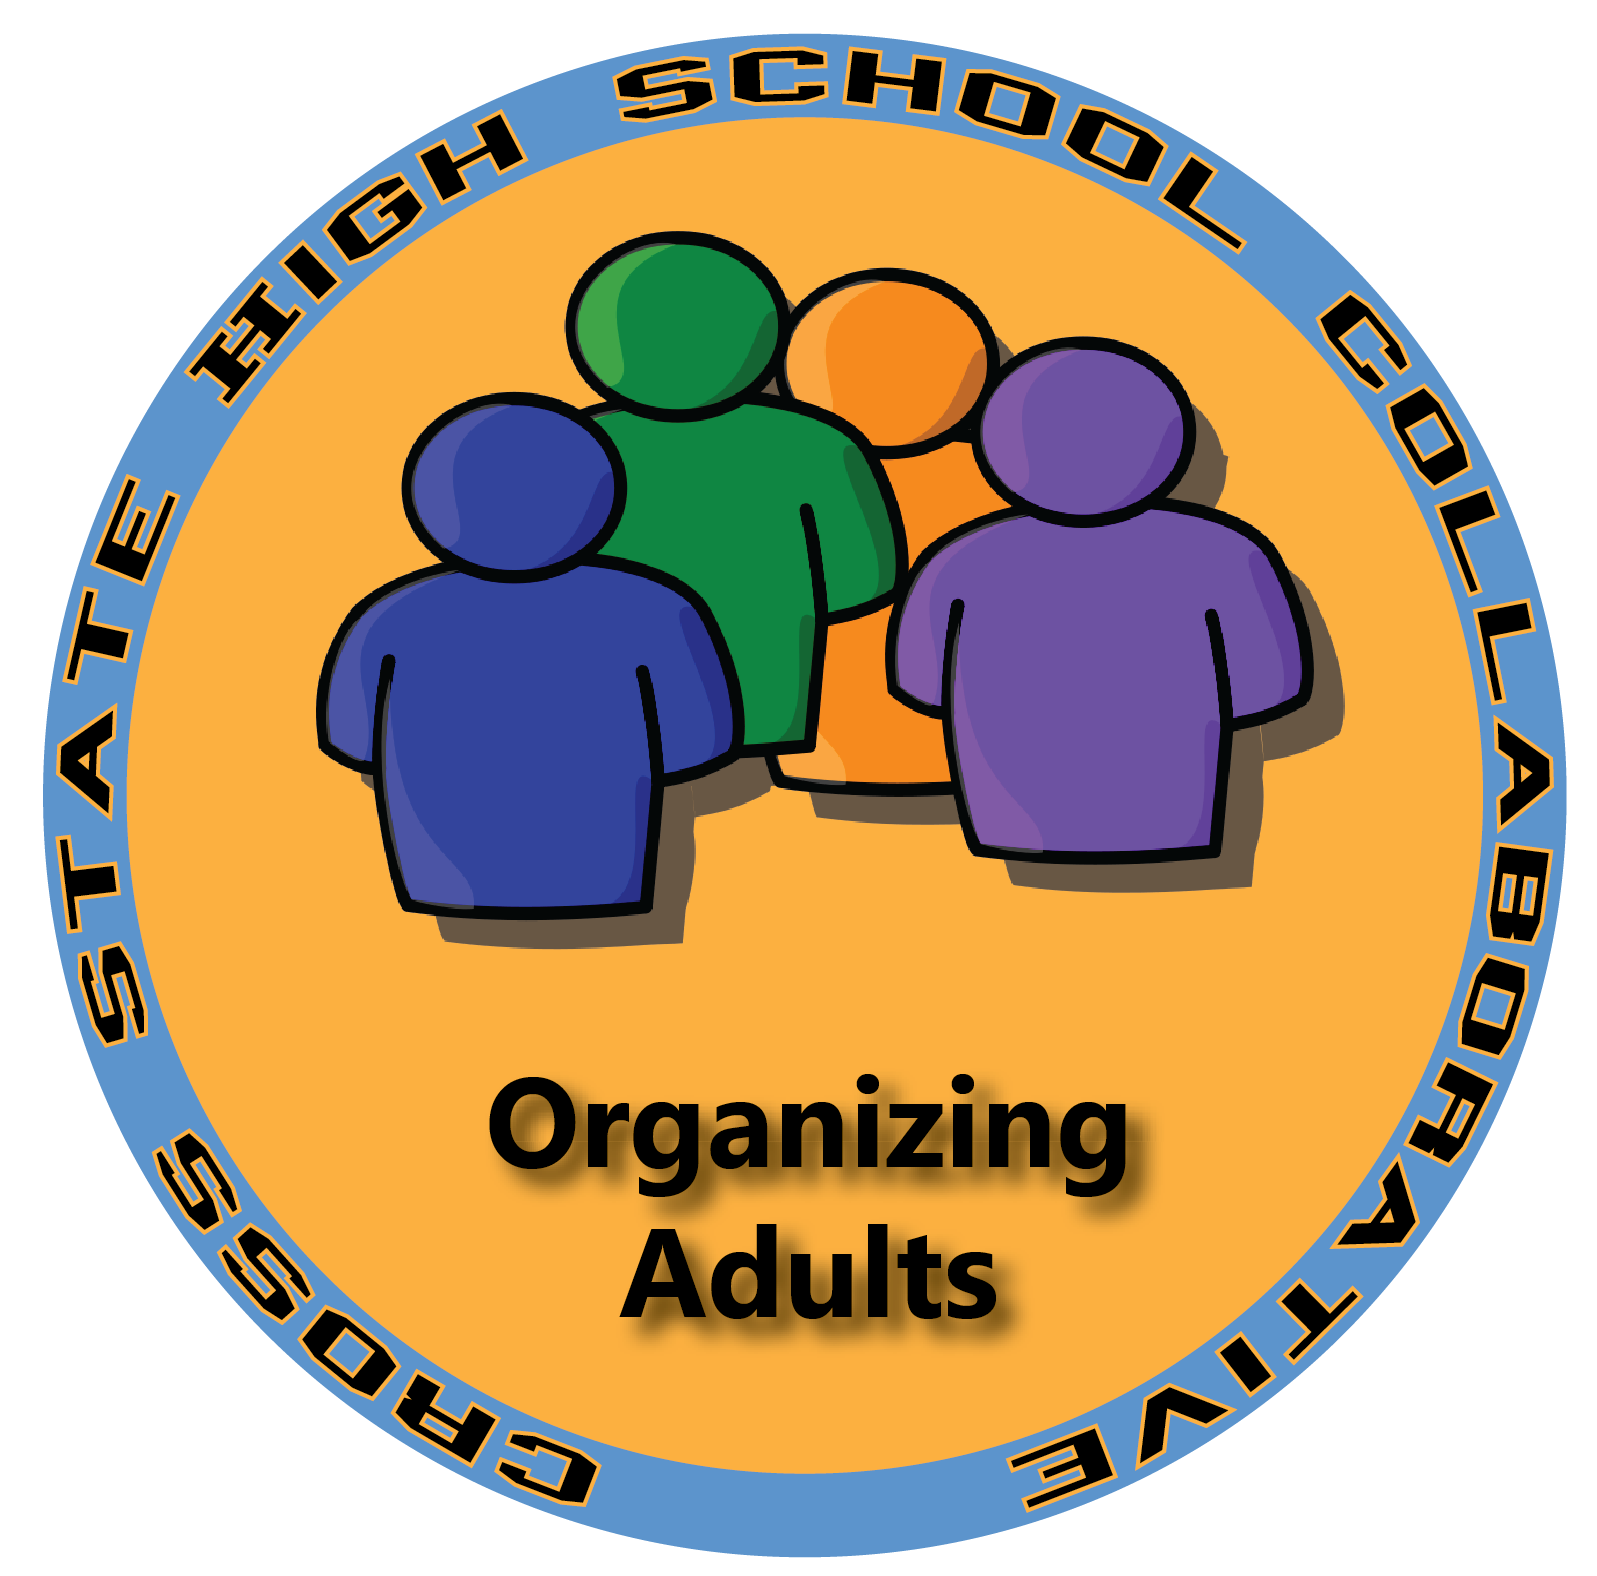 CROSS STATE HIGH SCHOOL COLLABORATIVE
Organizing
Adults